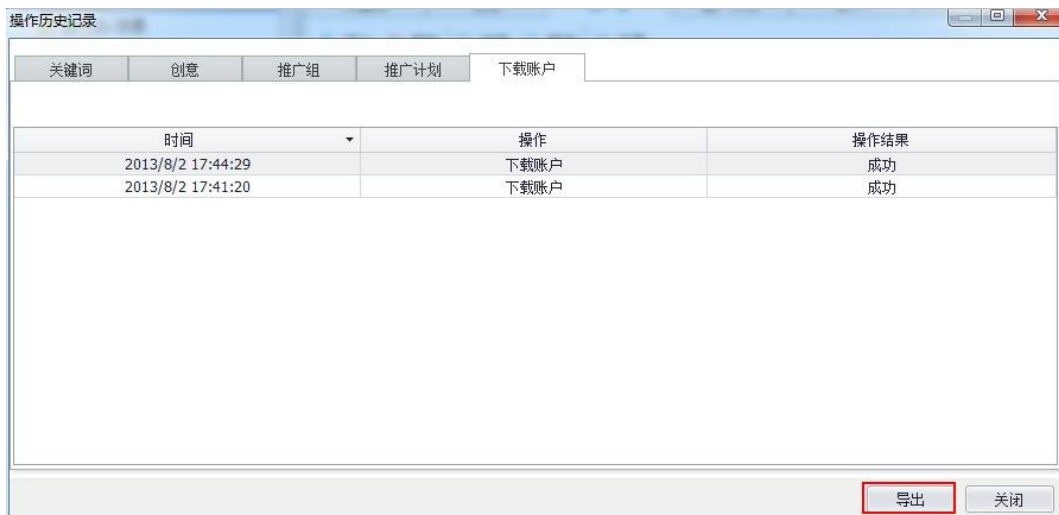 操作历史记录
关键词 创意 推广组 推广计划 下载账户
时间 操作 操作结果
2013/8/2 17:44:29 下载账户 成功
2013/8/2 17:41:20 下载账户 成功
导出 关闭